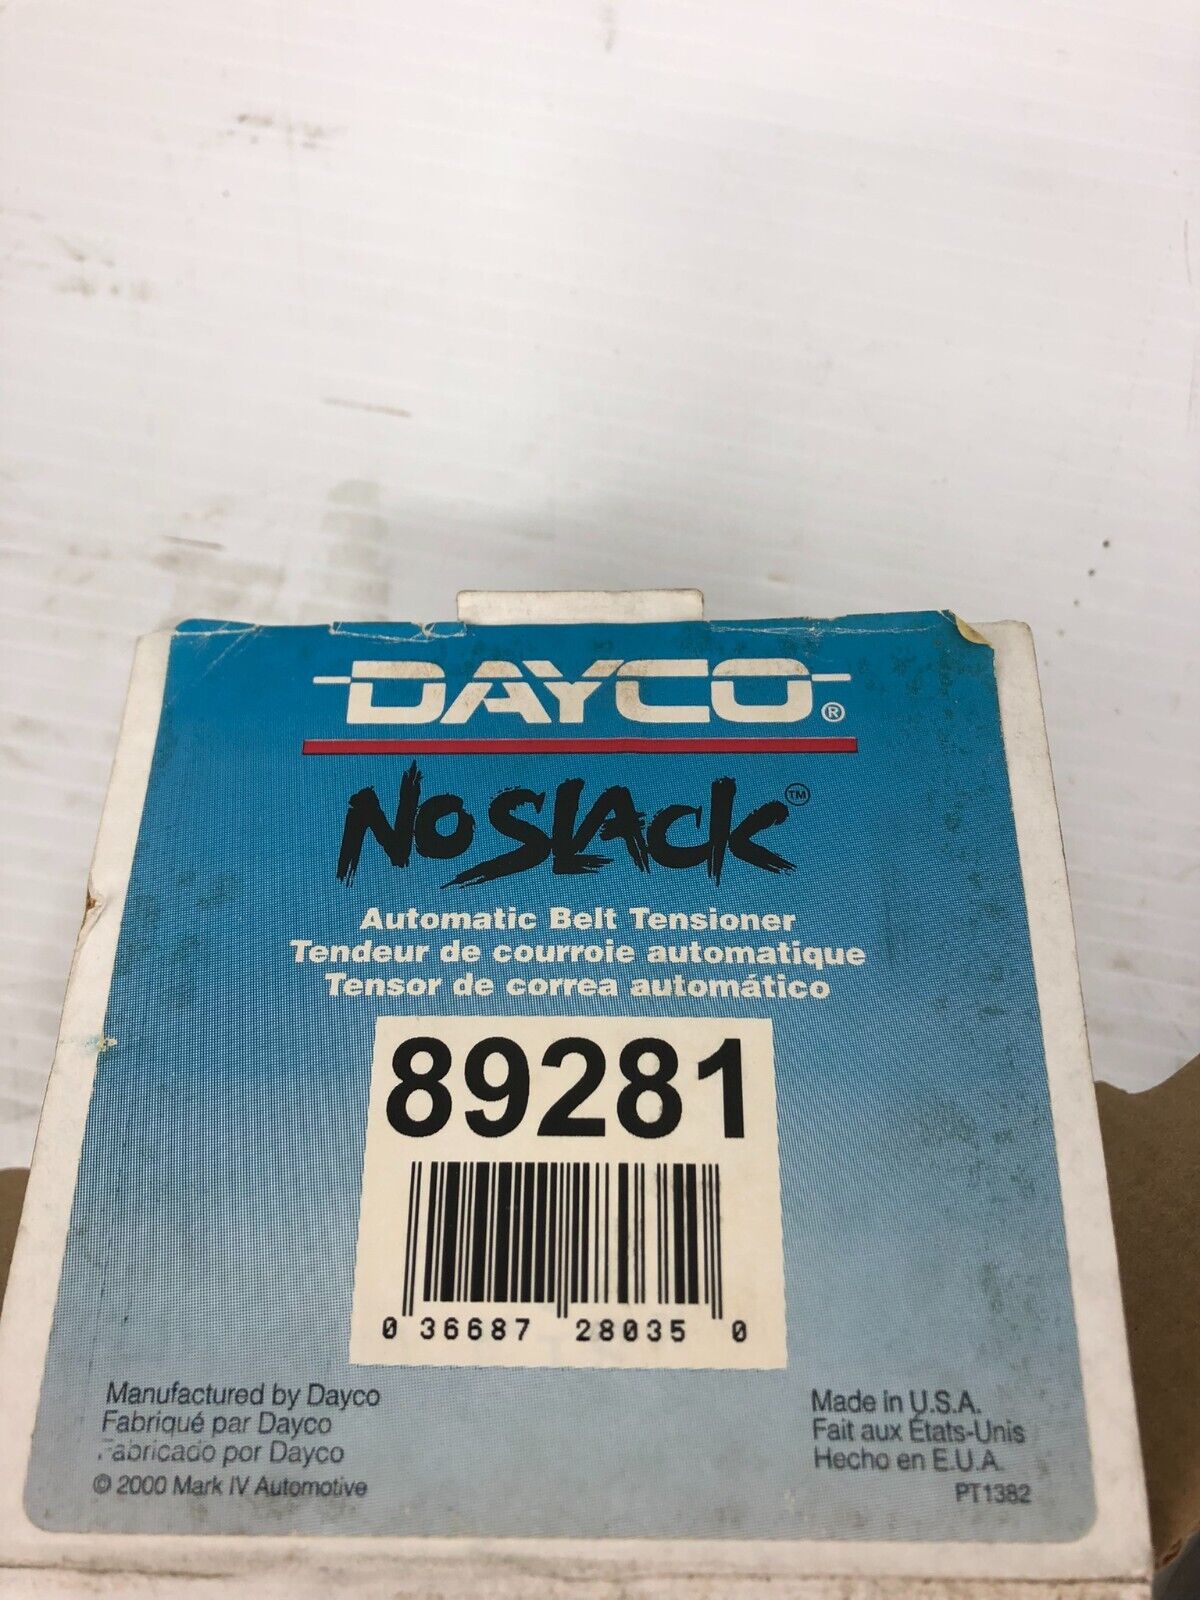 DAYCO®
NO SLACK™
Automatic Belt Tensioner
Tendeur de courroie automatique
Tensor de correa automático
89281
0 36687 28035 0
Manufactured by Dayco
Fabriqué par Dayco
Fabricado por Dayco
© 2000 Mark IV Automotive
Made in U.S.A.
Fait aux États-Unis
Hecho en E.U.A.
PT1382